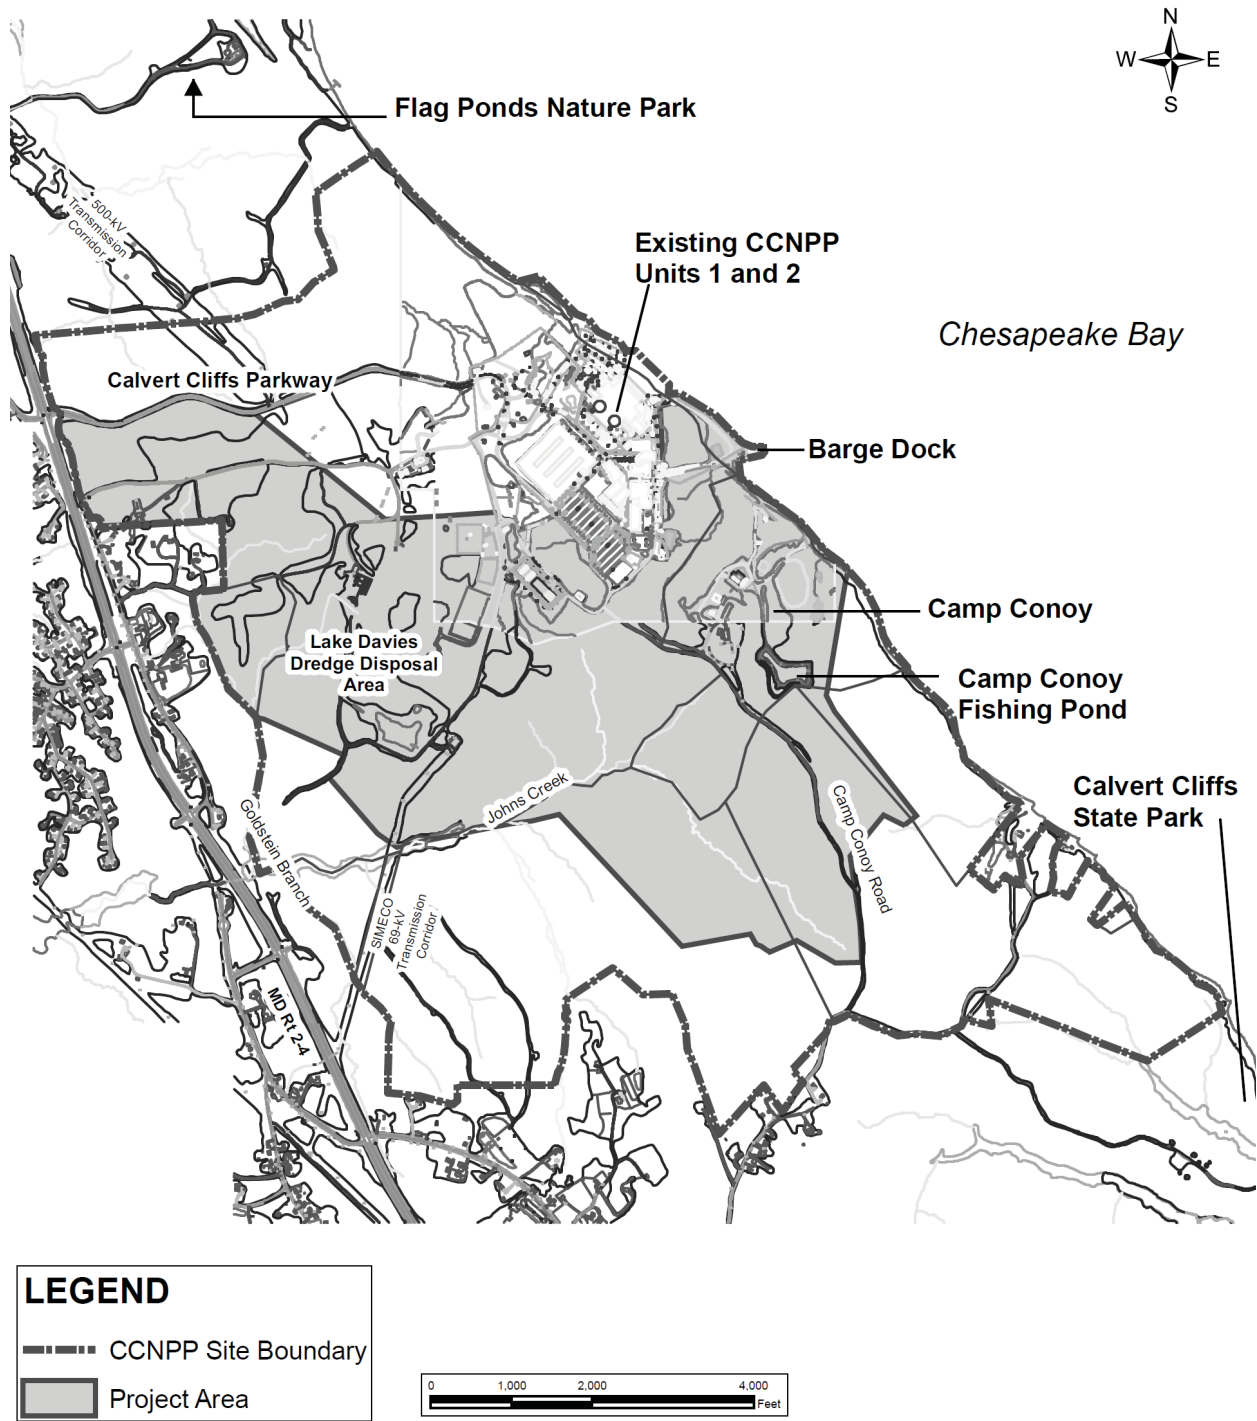 N
W E
S
Flag Ponds Nature Park
500-kV
Transmission
Corridor
Existing CCNPP
Units 1 and 2
Chesapeake Bay
Calvert Cliffs Parkway
Barge Dock
Camp Conoy
Lake Davies
Dredge Disposal
Area
Camp Conoy
Fishing Pond
Calvert Cliffs
State Park
Johns Creek
Goldstein Branch
Camp Conoy Road
SIMECO
69-kV
Transmission
Corridor
MD Rt 2-4
LEGEND
CCNPP Site Boundary
Project Area
0 1,000 2,000 4,000
Feet